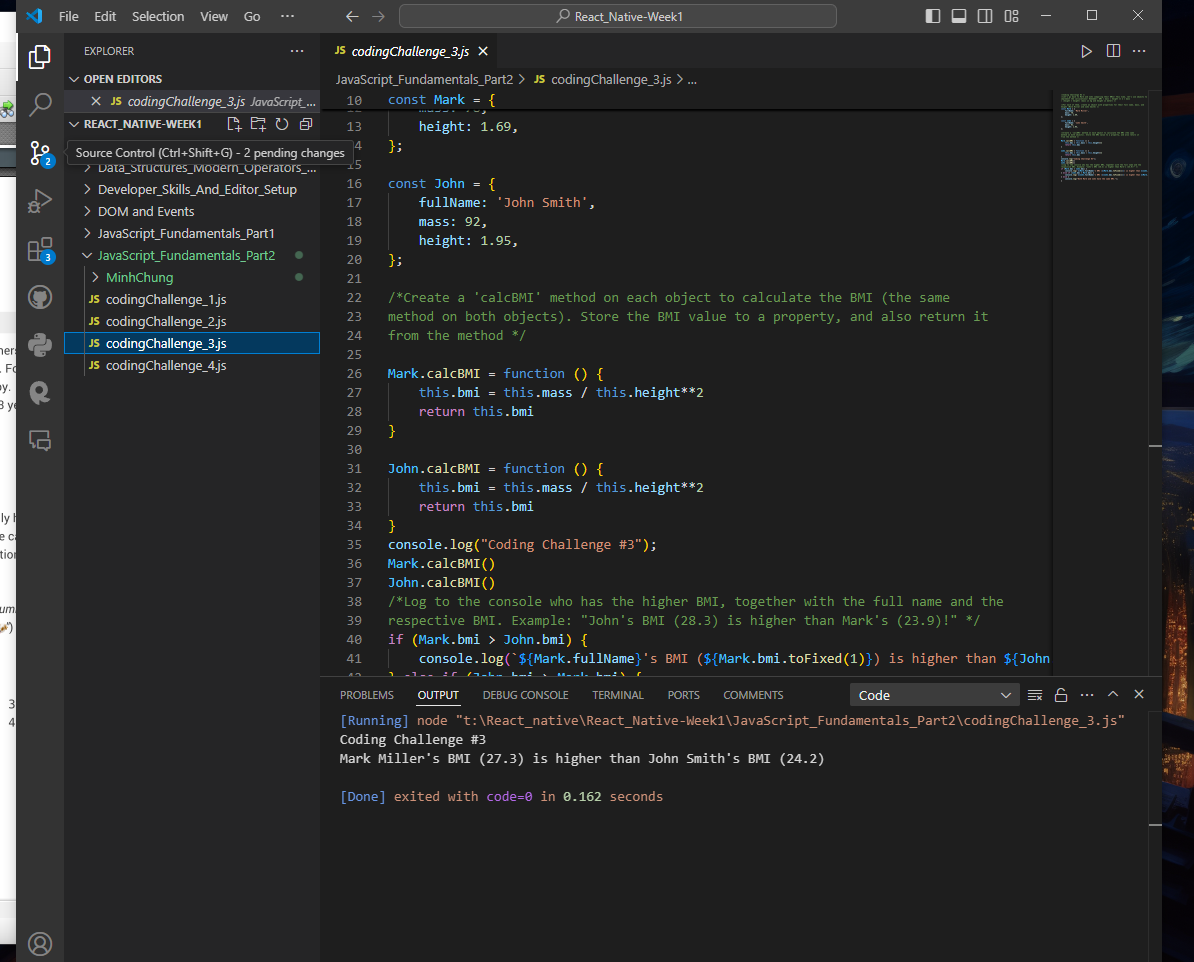 File Edit Selection View Go ··· React_Native-Week1
EXPLORER
OPEN EDITORS
JS codingChallenge_3.js JavaScript_...
REACT_NATIVE-WEEK1
Source Control (Ctrl+Shift+G) - 2 pending changes
2
Data_Structures_Modern_Operators_...
Developer_Skills_And_Editor_Setup
DOM and Events
JavaScript_Fundamentals_Part1
3
JavaScript_Fundamentals_Part2
MinhChung
JS codingChallenge_1.js
JS codingChallenge_2.js
JS codingChallenge_3.js
JS codingChallenge_4.js
JS codingChallenge_3.js
JavaScript_Fundamentals_Part2 > JS codingChallenge_3.js > ...
10 const Mark = {
13 height: 1.69,
14 };
15
16 const John = {
17 fullName: 'John Smith',
18 mass: 92,
19 height: 1.95,
20 };
21
22 /*Create a 'calcBMI' method on each object to calculate the BMI (the same
23 method on both objects). Store the BMI value to a property, and also return it
24 from the method */
25
26 Mark.calcBMI = function () {
27 this.bmi = this.mass / this.height**2
28 return this.bmi
29 }
30
31 John.calcBMI = function () {
32 this.bmi = this.mass / this.height**2
33 return this.bmi
34 }
35 console.log("Coding Challenge #3");
36 Mark.calcBMI()
37 John.calcBMI()
38 /*Log to the console who has the higher BMI, together with the full name and the
39 respective BMI. Example: "John's BMI (28.3) is higher than Mark's (23.9)!" */
40 if (Mark.bmi > John.bmi) {
41 console.log(`${Mark.fullName}'s BMI (${Mark.bmi.toFixed(1)}) is higher than ${John
42 } else if (John.bmi > Mark.bmi) {
PROBLEMS OUTPUT DEBUG CONSOLE TERMINAL PORTS COMMENTS Code
[Running] node "t:\React_native\React_Native-Week1\JavaScript_Fundamentals_Part2\codingChallenge_3.js"
Coding Challenge #3
Mark Miller's BMI (27.3) is higher than John Smith's BMI (24.2)
[Done] exited with code=0 in 0.162 seconds
3
4